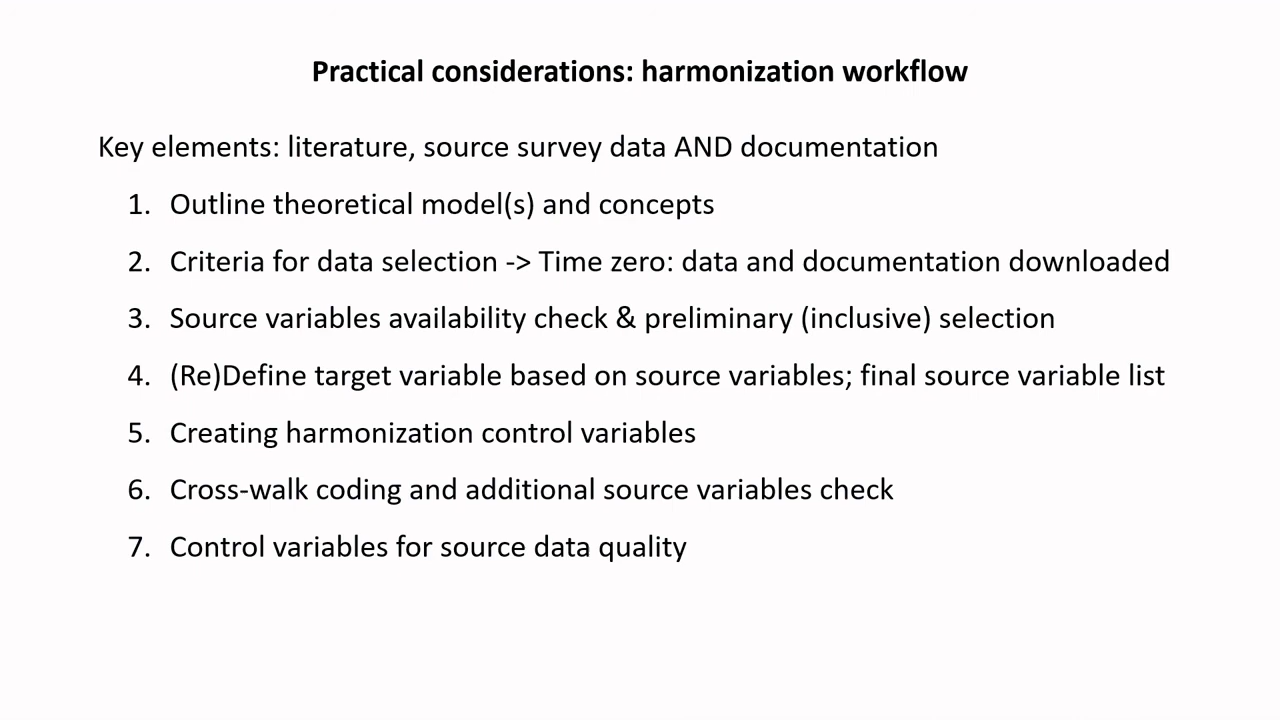 Practical considerations: harmonization workflow
Key elements: literature, source survey data AND documentation
1. Outline theoretical model(s) and concepts
2. Criteria for data selection -> Time zero: data and documentation downloaded
3. Source variables availability check & preliminary (inclusive) selection
4. (Re)Define target variable based on source variables; final source variable list
5. Creating harmonization control variables
6. Cross-walk coding and additional source variables check
7. Control variables for source data quality